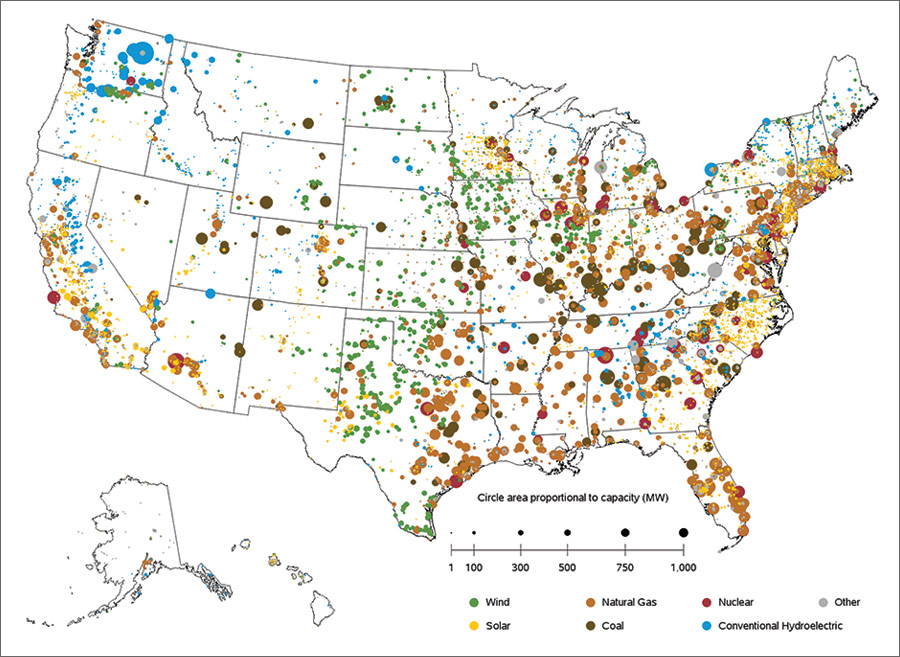 Circle area proportional to capacity (MW)
1 100 300 500 750 1,000
Wind Natural Gas Nuclear Other
Solar Coal Conventional Hydroelectric